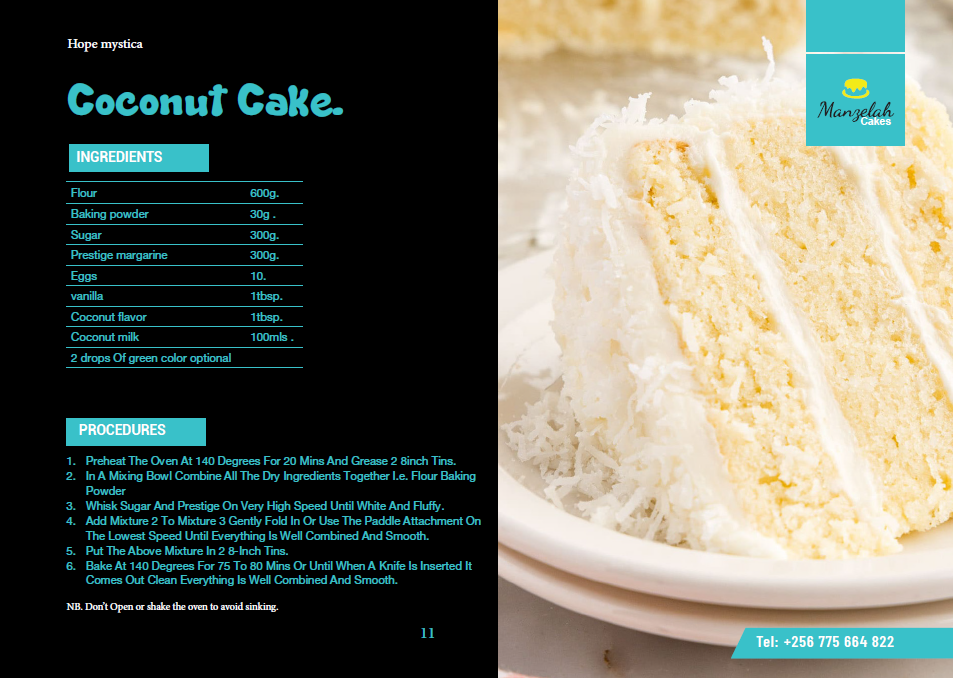 Hope mystica
Coconut Cake.
INGREDIENTS
Flour 600g.
Baking powder 30g .
Sugar 300g.
Prestige margarine 300g.
Eggs 10.
vanilla 1tbsp.
Coconut flavor 1tbsp.
Coconut milk 100mls .
2 drops Of green color optional
PROCEDURES
1. Preheat The Oven At 140 Degrees For 20 Mins And Grease 2 8inch Tins.
2. In A Mixing Bowl Combine All The Dry Ingredients Together I.e. Flour Baking
Powder
3. Whisk Sugar And Prestige On Very High Speed Until White And Fluffy.
4. Add Mixture 2 To Mixture 3 Gently Fold In Or Use The Paddle Attachment On
The Lowest Speed Until Everything Is Well Combined And Smooth.
5. Put The Above Mixture In 2 8-Inch Tins.
6. Bake At 140 Degrees For 75 To 80 Mins Or Until When A Knife Is Inserted It
Comes Out Clean Everything Is Well Combined And Smooth.
NB. Don't Open or shake the oven to avoid sinking.
11
Manzelah
Cakes
Tel: +256 775 664 822